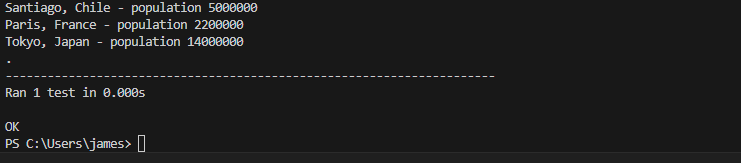 Santiago, Chile - population 5000000
Paris, France - population 2200000
Tokyo, Japan - population 14000000
.
----------------------------------------------------------------------
Ran 1 test in 0.000s
OK
PS C:\Users\james>